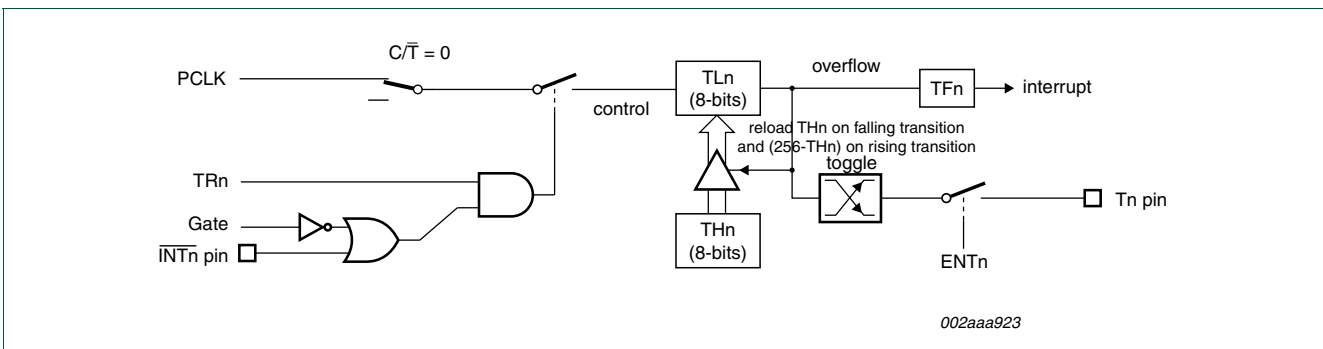 C/T̅ = 0
PCLK
TLn
(8-bits)
overflow
TFn
interrupt
control
reload THn on falling transition
and (256-THn) on rising transition
toggle
TRn
Gate
I̅N̅T̅n̅ pin
THn
(8-bits)
Tn pin
ENTn
002aaa923